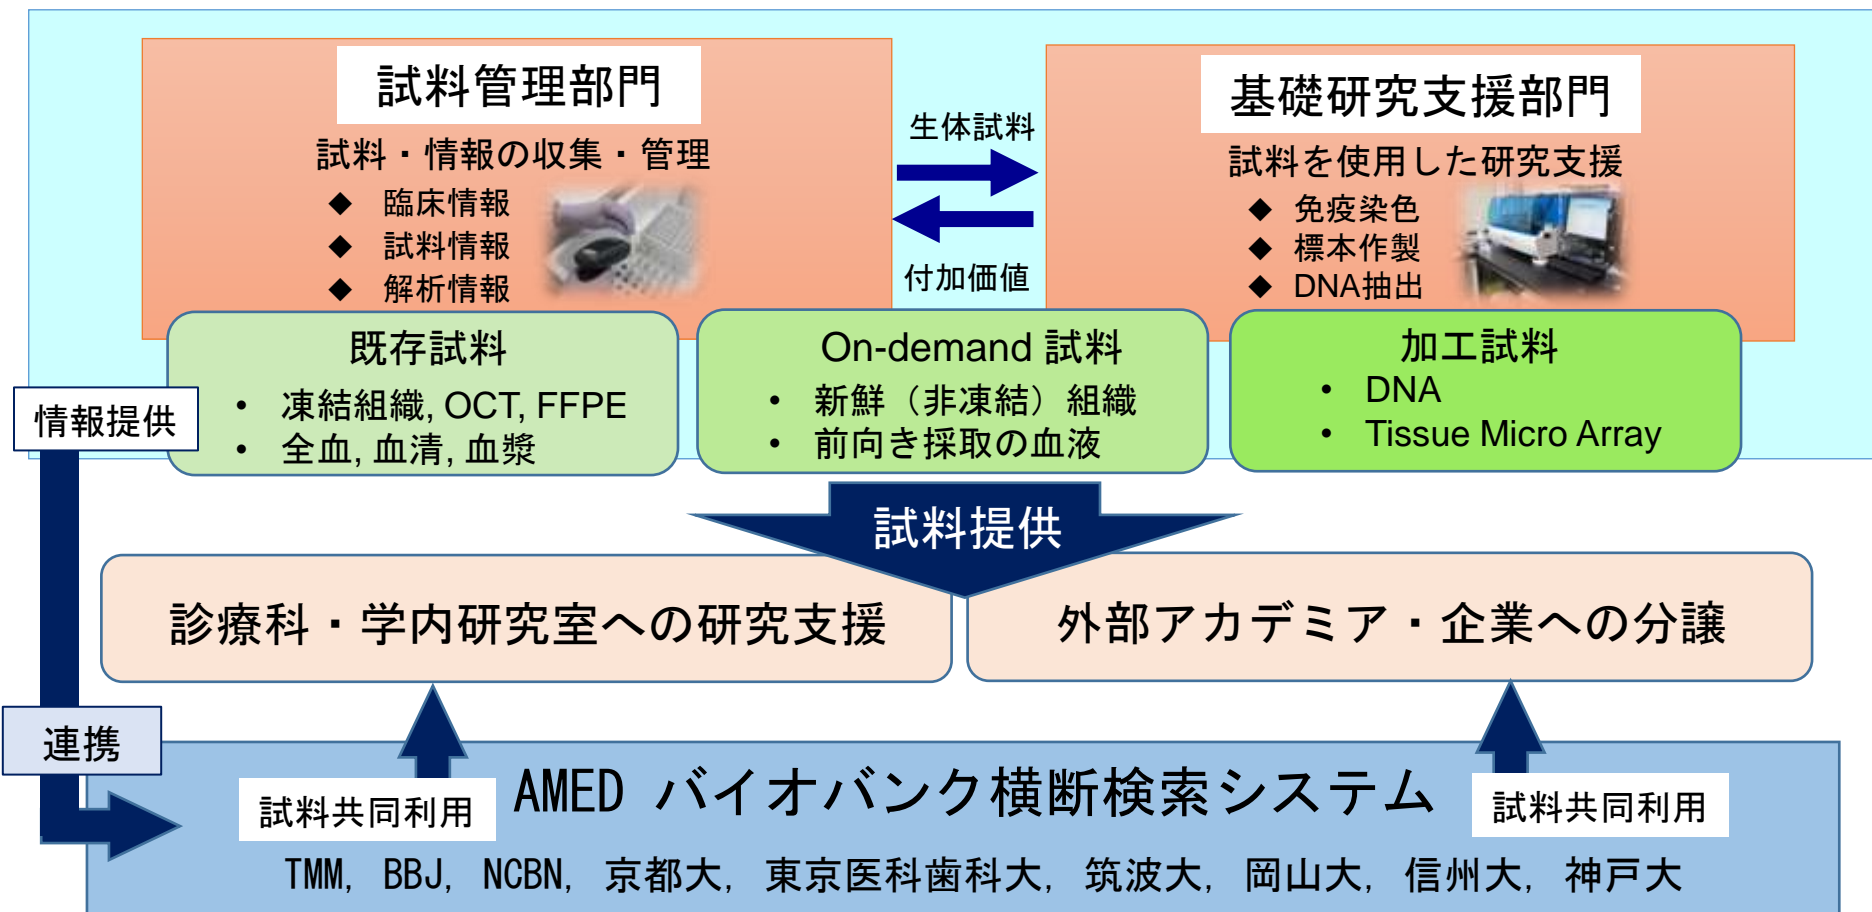 試料管理部門
試料・情報の収集・管理
◆ 臨床情報
◆ 試料情報
◆ 解析情報
生体試料
付加価値
基礎研究支援部門
試料を使用した研究支援
◆ 免疫染色
◆ 標本作製
◆ DNA抽出
既存試料
• 凍結組織, OCT, FFPE
• 全血, 血清, 血漿
On-demand 試料
• 新鮮（非凍結）組織
• 前向き採取の血液
加工試料
• DNA
• Tissue Micro Array
情報提供
試料提供
診療科・学内研究室への研究支援
外部アカデミア・企業への分譲
連携
試料共同利用
AMED バイオバンク横断検索システム
試料共同利用
TMM, BBJ, NCBN, 京都大, 東京医科歯科大, 筑波大, 岡山大, 信州大, 神戸大